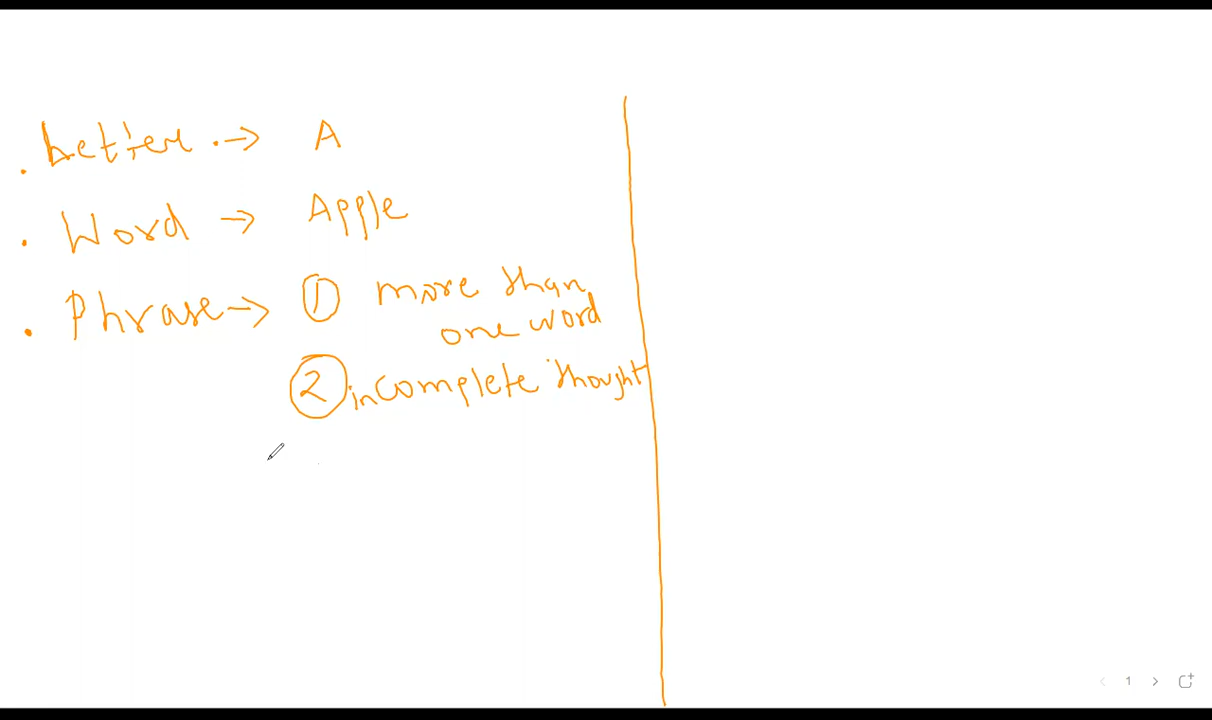 . Letter . → A
. Word → Apple
. Phrase → ① more than
one word
② incomplete thought
1